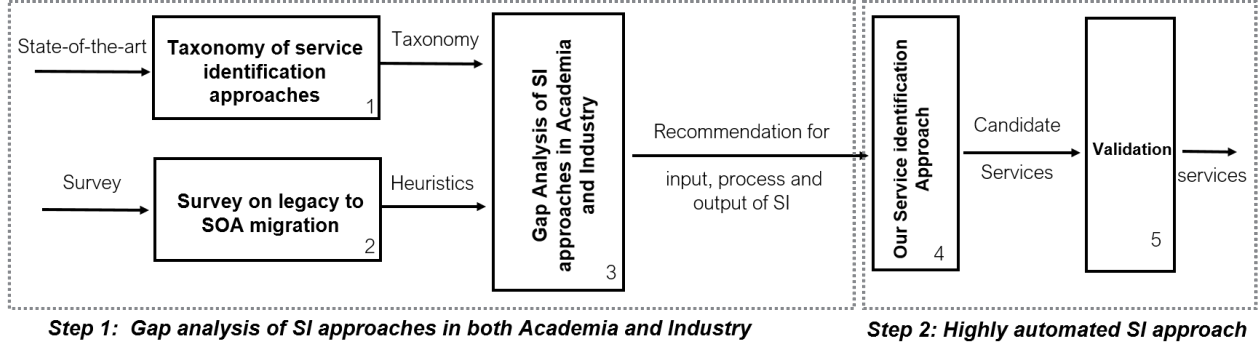 State-of-the-art
Taxonomy of service
identification
approaches
1
Taxonomy
Survey
Survey on legacy to
SOA migration
2
Heuristics
Gap Analysis of SI
approaches in Academia
and Industry
3
Recommendation for
input, process and
output of SI
Our Service identification
Approach
4
Candidate
Services
Validation
5
services
Step 1: Gap analysis of SI approaches in both Academia and Industry
Step 2: Highly automated SI approach